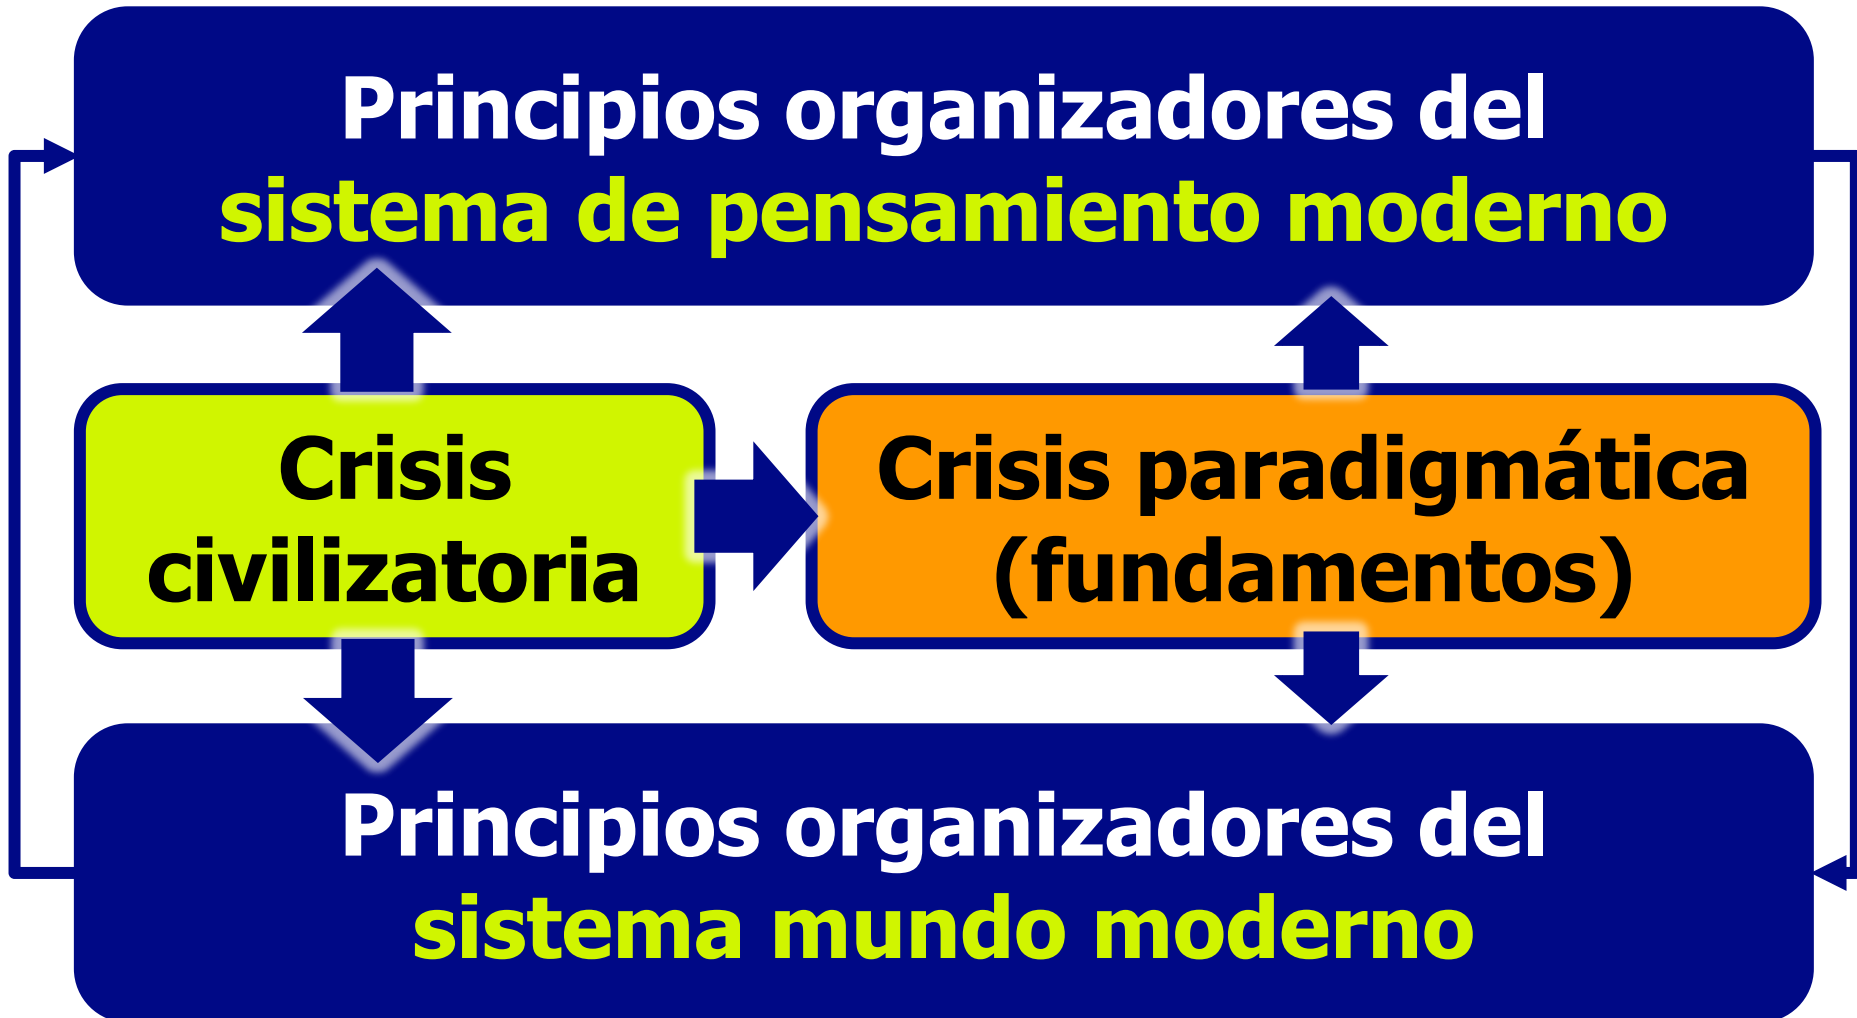 Principios organizadores del
sistema de pensamiento moderno
Crisis
civilizatoria
Crisis paradigmática
(fundamentos)
Principios organizadores del
sistema mundo moderno